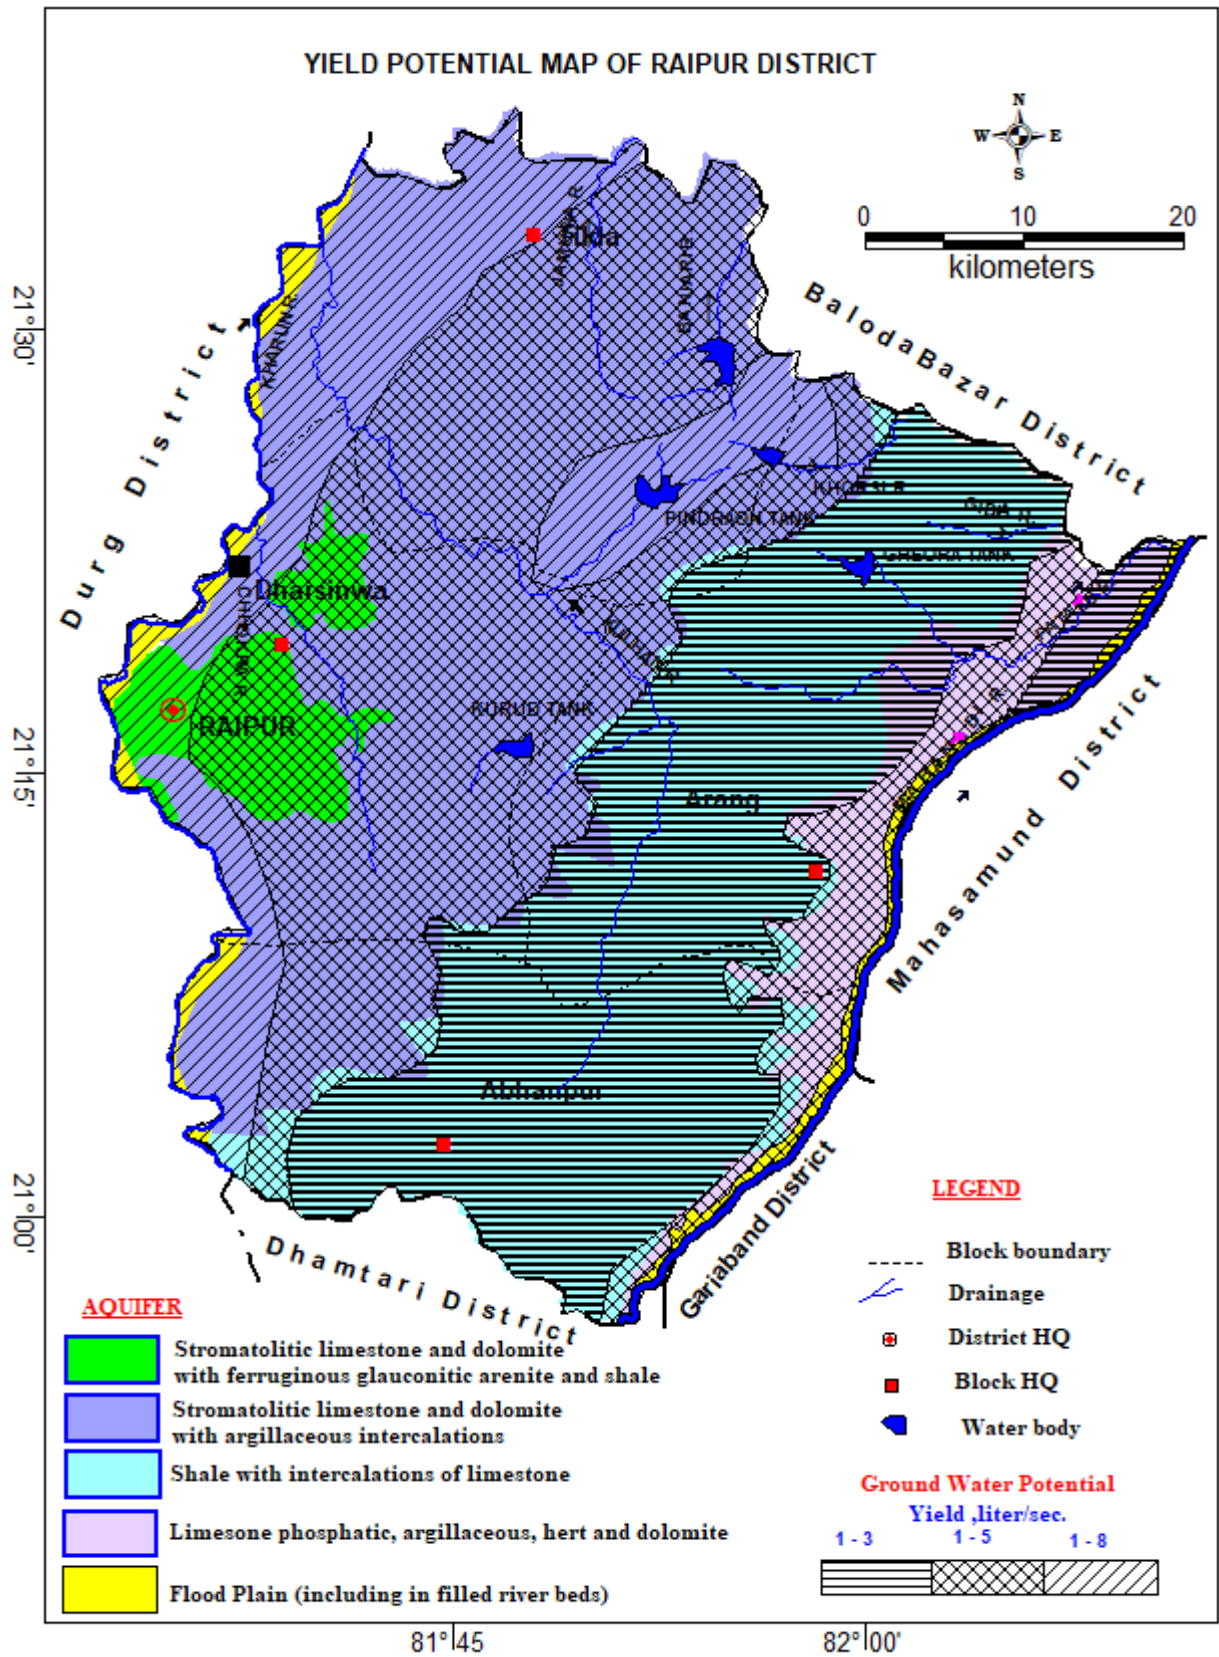 YIELD POTENTIAL MAP OF RAIPUR DISTRICT
N
W E
S
0 10 20
kilometers
21°30'
21°15'
21°00'
81°45
82°00'
Durg District
BalodaBazar District
Mahasamund District
Gariaband District
Dhamtari District
KHARUN R.
Dharsinwa
RAIPUR
PINDRAON TANK
KURUD TANK
Arang
Abhanpur
LEGEND
Block boundary
Drainage
District HQ
Block HQ
Water body
Ground Water Potential
Yield ,liter/sec.
1 - 3 1 - 5 1 - 8
AQUIFER
Stromatolitic limestone and dolomite
with ferruginous glauconitic arenite and shale
Stromatolitic limestone and dolomite
with argillaceous intercalations
Shale with intercalations of limestone
Limesone phosphatic, argillaceous, hert and dolomite
Flood Plain (including in filled river beds)